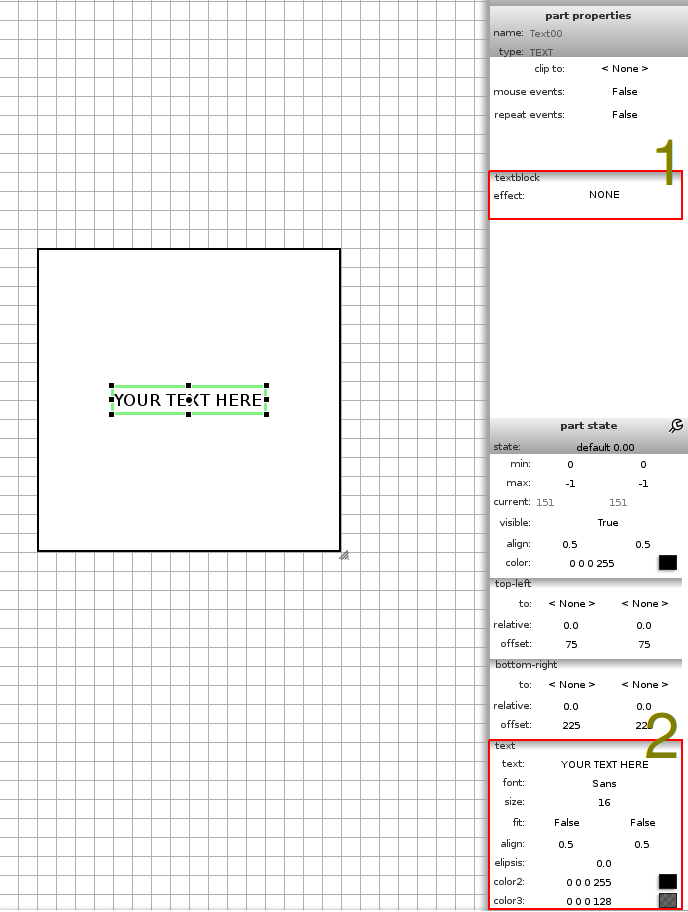 part properties
name: Text00
type: TEXT
clip to: < None >
mouse events: False
repeat events: False
1
textblock
effect: NONE
YOUR TEXT HERE
part state
state: default 0.00
min: 0 0
max: -1 -1
current: 151 151
visible: True
align: 0.5 0.5
color: 0 0 0 255
top-left
to: < None > < None >
relative: 0.0 0.0
offset: 75 75
bottom-right
to: < None > < None >
relative: 0.0 0.0
offset: 225 225
2
text
text: YOUR TEXT HERE
font: Sans
size: 16
fit: False False
align: 0.5 0.5
elipsis: 0.0
color2: 0 0 0 255
color3: 0 0 0 128